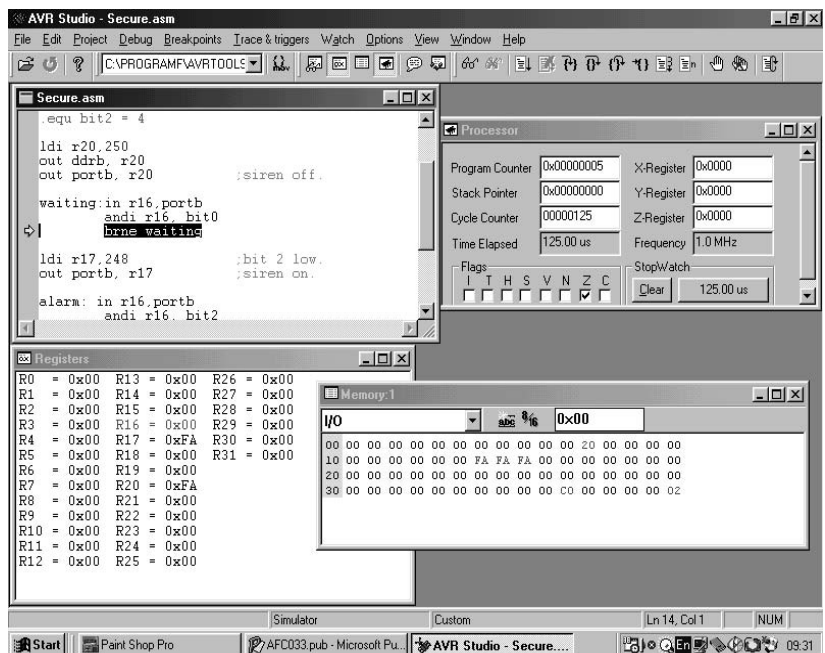 AVR Studio - Secure.asm
File Edit Project Debug Breakpoints Trace & triggers Watch Options View Window Help
C:\PROGRAMF\AVRTOOLS
Secure.asm
.equ bit2 = 4
ldi r20,250
out ddrb, r20
out portb, r20 ;siren off.
waiting:in r16,portb
andi r16, bit0
brne waiting
ldi r17,248 ;bit 2 low.
out portb, r17 ;siren on.
alarm: in r16,portb
andi r16, bit2
Processor
Program Counter 0x00000005 X-Register 0x0000
Stack Pointer 0x00000000 Y-Register 0x0000
Cycle Counter 00000125 Z-Register 0x0000
Time Elapsed 125.00 us Frequency 1.0 MHz
Flags StopWatch
I T H S V N Z C Clear 125.00 us
Registers
R0 = 0x00 R13 = 0x00 R26 = 0x00
R1 = 0x00 R14 = 0x00 R27 = 0x00
R2 = 0x00 R15 = 0x00 R28 = 0x00
R3 = 0x00 R16 = 0x00 R29 = 0x00
R4 = 0x00 R17 = 0xFA R30 = 0x00
R5 = 0x00 R18 = 0x00 R31 = 0x00
R6 = 0x00 R19 = 0x00
R7 = 0x00 R20 = 0xFA
R8 = 0x00 R21 = 0x00
R9 = 0x00 R22 = 0x00
R10 = 0x00 R23 = 0x00
R11 = 0x00 R24 = 0x00
R12 = 0x00 R25 = 0x00
Memory:1
I/O abc 8/16 0x00
00 00 00 00 00 00 00 00 00 00 00 20 00 00 00 00
10 00 00 00 00 00 00 FA FA FA 00 00 00 00 00 00
20 00 00 00 00 00 00 00 00 00 00 00 00 00 00 00
30 00 00 00 00 00 00 00 00 00 00 C0 00 00 00 00 02
Simulator Custom Ln 14, Col 1 NUM
Start Paint Shop Pro AFC033.pub - Microsoft Pu... AVR Studio - Secure.... En 09:31